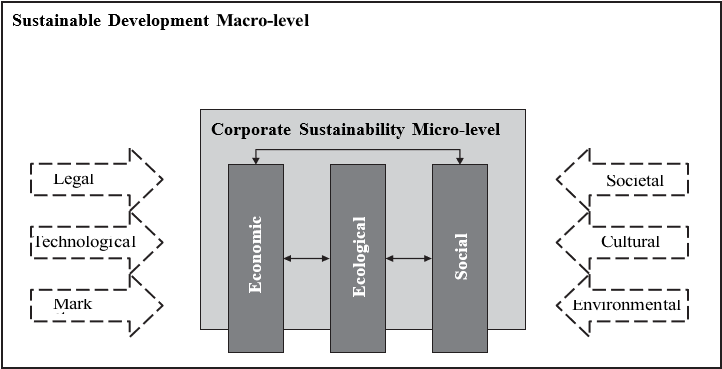 Sustainable Development Macro-level
Corporate Sustainability Micro-level
Legal
Technological
Mark
Economic
Ecological
Social
Societal
Cultural
Environmental